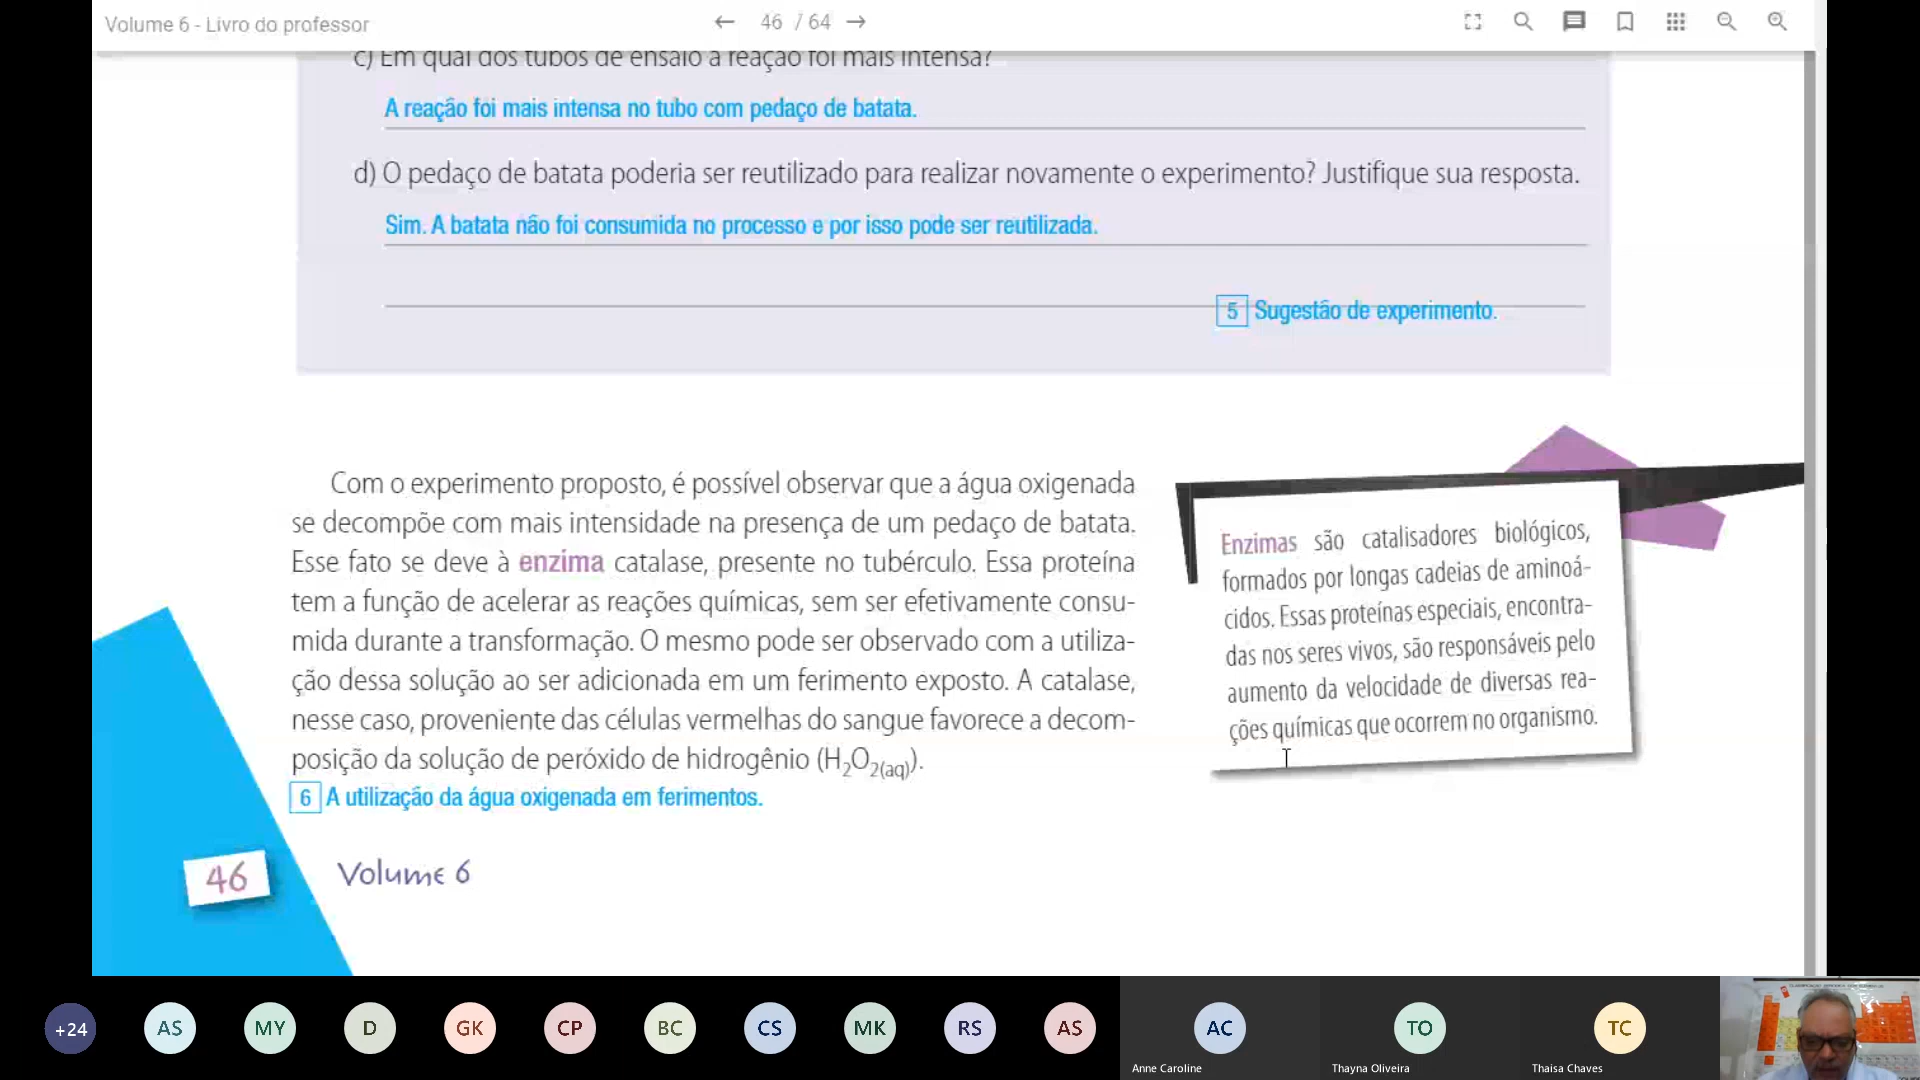 Volume 6 - Livro do professor
46 / 64
c) Em qual dos tubos de ensaio a reação foi mais intensa?
A reação foi mais intensa no tubo com pedaço de batata.
d) O pedaço de batata poderia ser reutilizado para realizar novamente o experimento? Justifique sua resposta.
Sim. A batata não foi consumida no processo e por isso pode ser reutilizada.
5 Sugestão de experimento.
Com o experimento proposto, é possível observar que a água oxigenada
se decompõe com mais intensidade na presença de um pedaço de batata.
Esse fato se deve à enzima catalase, presente no tubérculo. Essa proteína
tem a função de acelerar as reações químicas, sem ser efetivamente consu-
mida durante a transformação. O mesmo pode ser observado com a utiliza-
ção dessa solução ao ser adicionada em um ferimento exposto. A catalase,
nesse caso, proveniente das células vermelhas do sangue favorece a decom-
posição da solução de peróxido de hidrogênio (H₂O₂(aq)).
6 A utilização da água oxigenada em ferimentos.
Enzimas são catalisadores biológicos,
formados por longas cadeias de aminoá-
cidos. Essas proteínas especiais, encontra-
das nos seres vivos, são responsáveis pelo
aumento da velocidade de diversas rea-
ções químicas que ocorrem no organismo.
46
Volume 6
+24
AS
MY
D
GK
CP
BC
CS
MK
RS
AS
AC
Anne Caroline
TO
Thayna Oliveira
TC
Thaisa Chaves